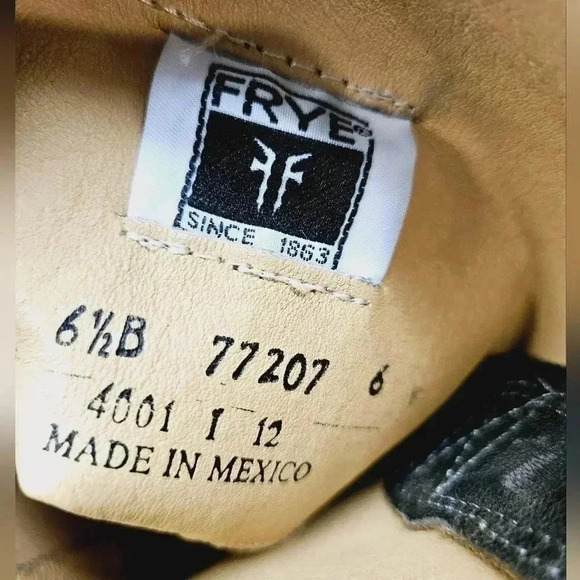 FRYE®
SINCE 1863
6½B 77207 6
4001 I 12
MADE IN MEXICO